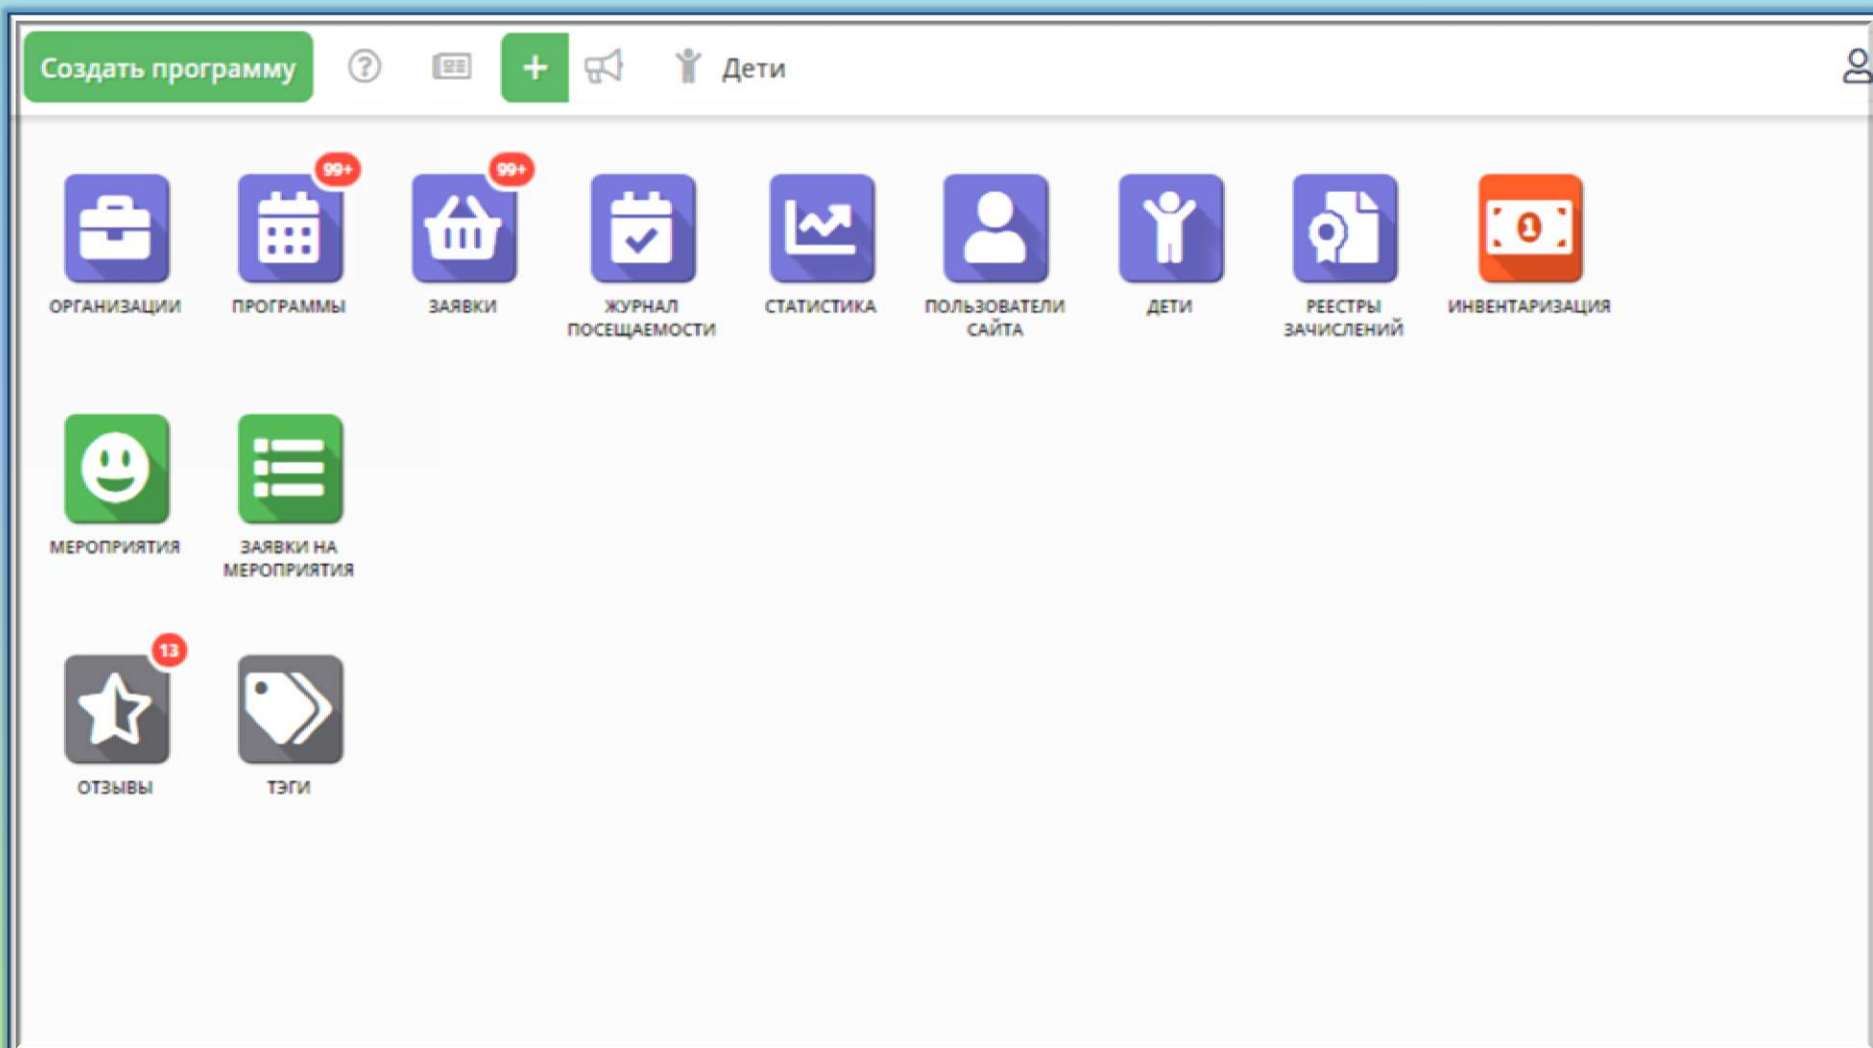 Создать программу
+
Дети
99+
99+
ОРГАНИЗАЦИИ
ПРОГРАММЫ
ЗАЯВКИ
ЖУРНАЛ
ПОСЕЩАЕМОСТИ
СТАТИСТИКА
ПОЛЬЗОВАТЕЛИ
САЙТА
ДЕТИ
РЕЕСТРЫ
ЗАЧИСЛЕНИЙ
1
ИНВЕНТАРИЗАЦИЯ
МЕРОПРИЯТИЯ
ЗАЯВКИ НА
МЕРОПРИЯТИЯ
13
ОТЗЫВЫ
ТЭГИ